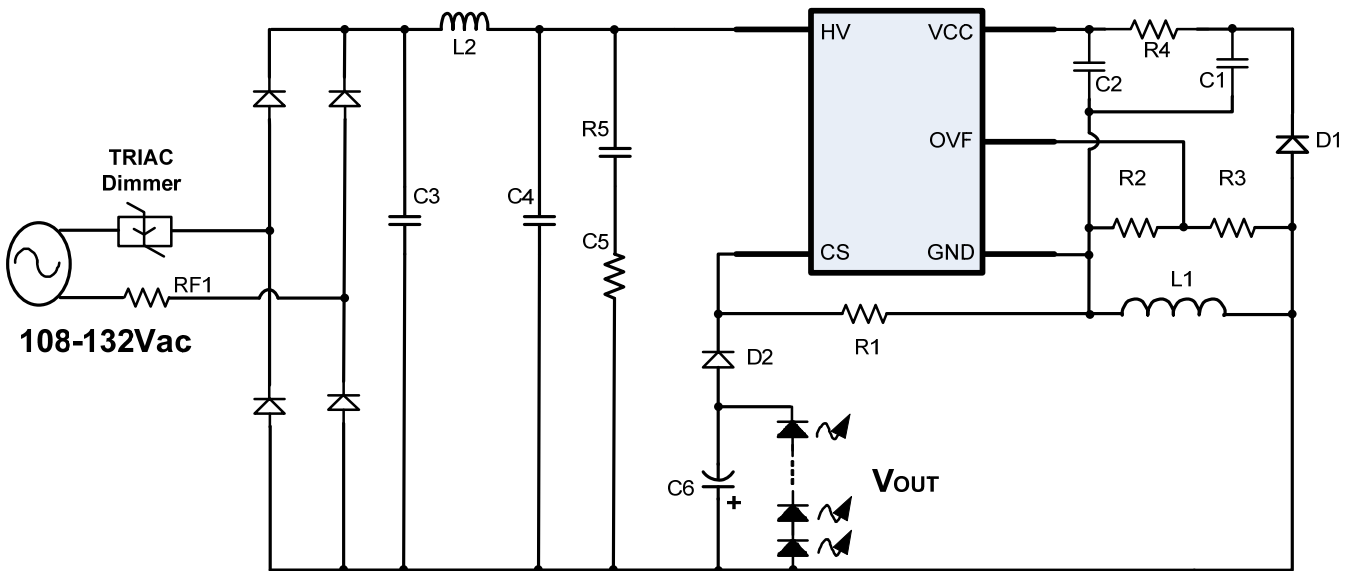 L2
HV
VCC
R4
C2
C1
R5
OVF
D1
TRIAC
Dimmer
R2
R3
C3
C4
C5
CS
GND
RF1
L1
108-132Vac
R1
D2
C6
+
VOUT